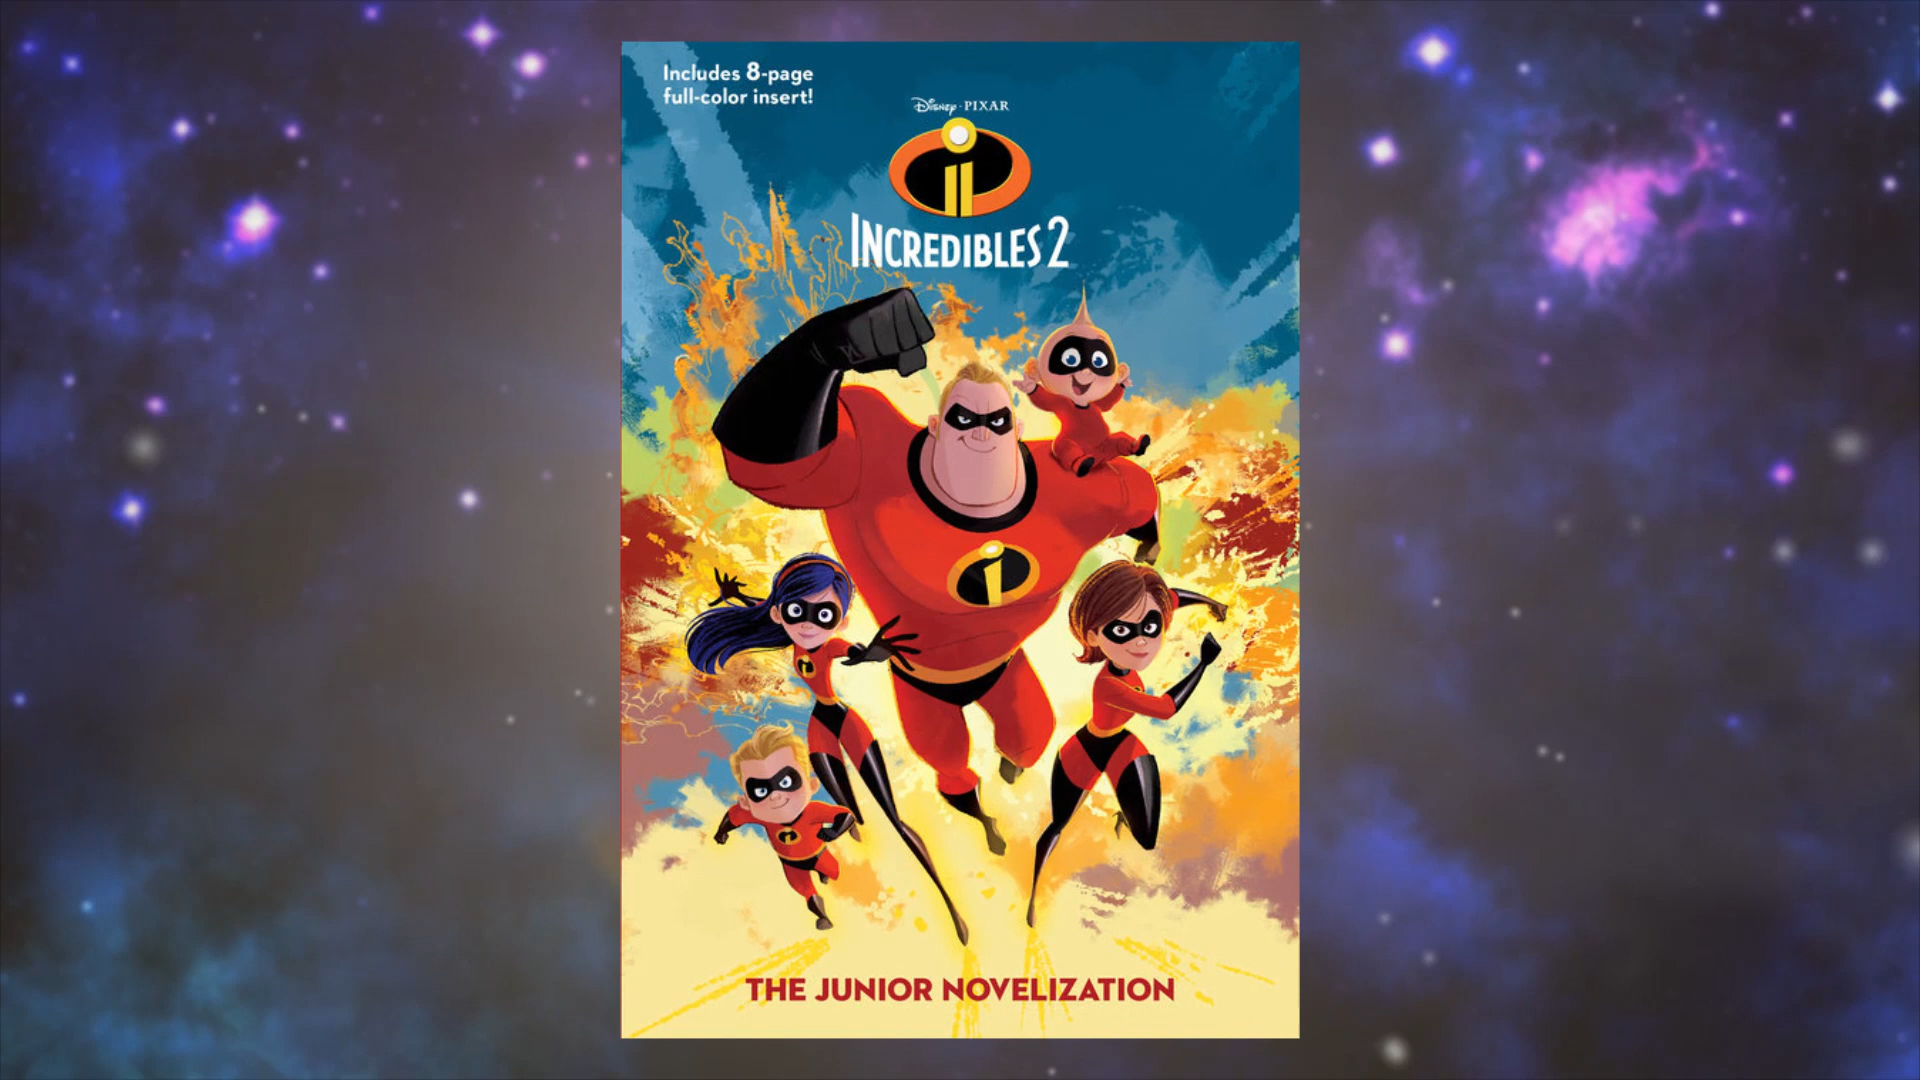 Includes 8-page
full-color insert!
Disney · PIXAR
INCREDIBLES 2
THE JUNIOR NOVELIZATION